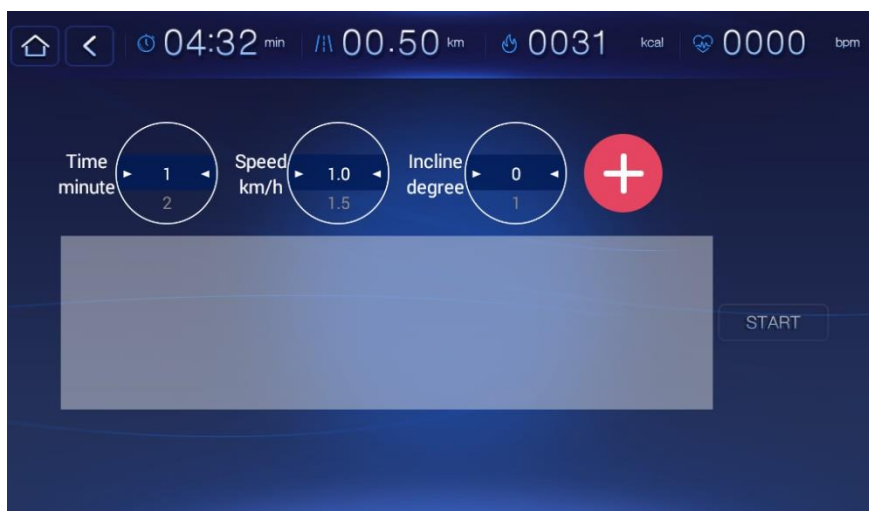 04:32 min 00.50 km 0031 kcal 0000 bpm
Time minute 1 2
Speed km/h 1.0 1.5
Incline degree 0 1
START